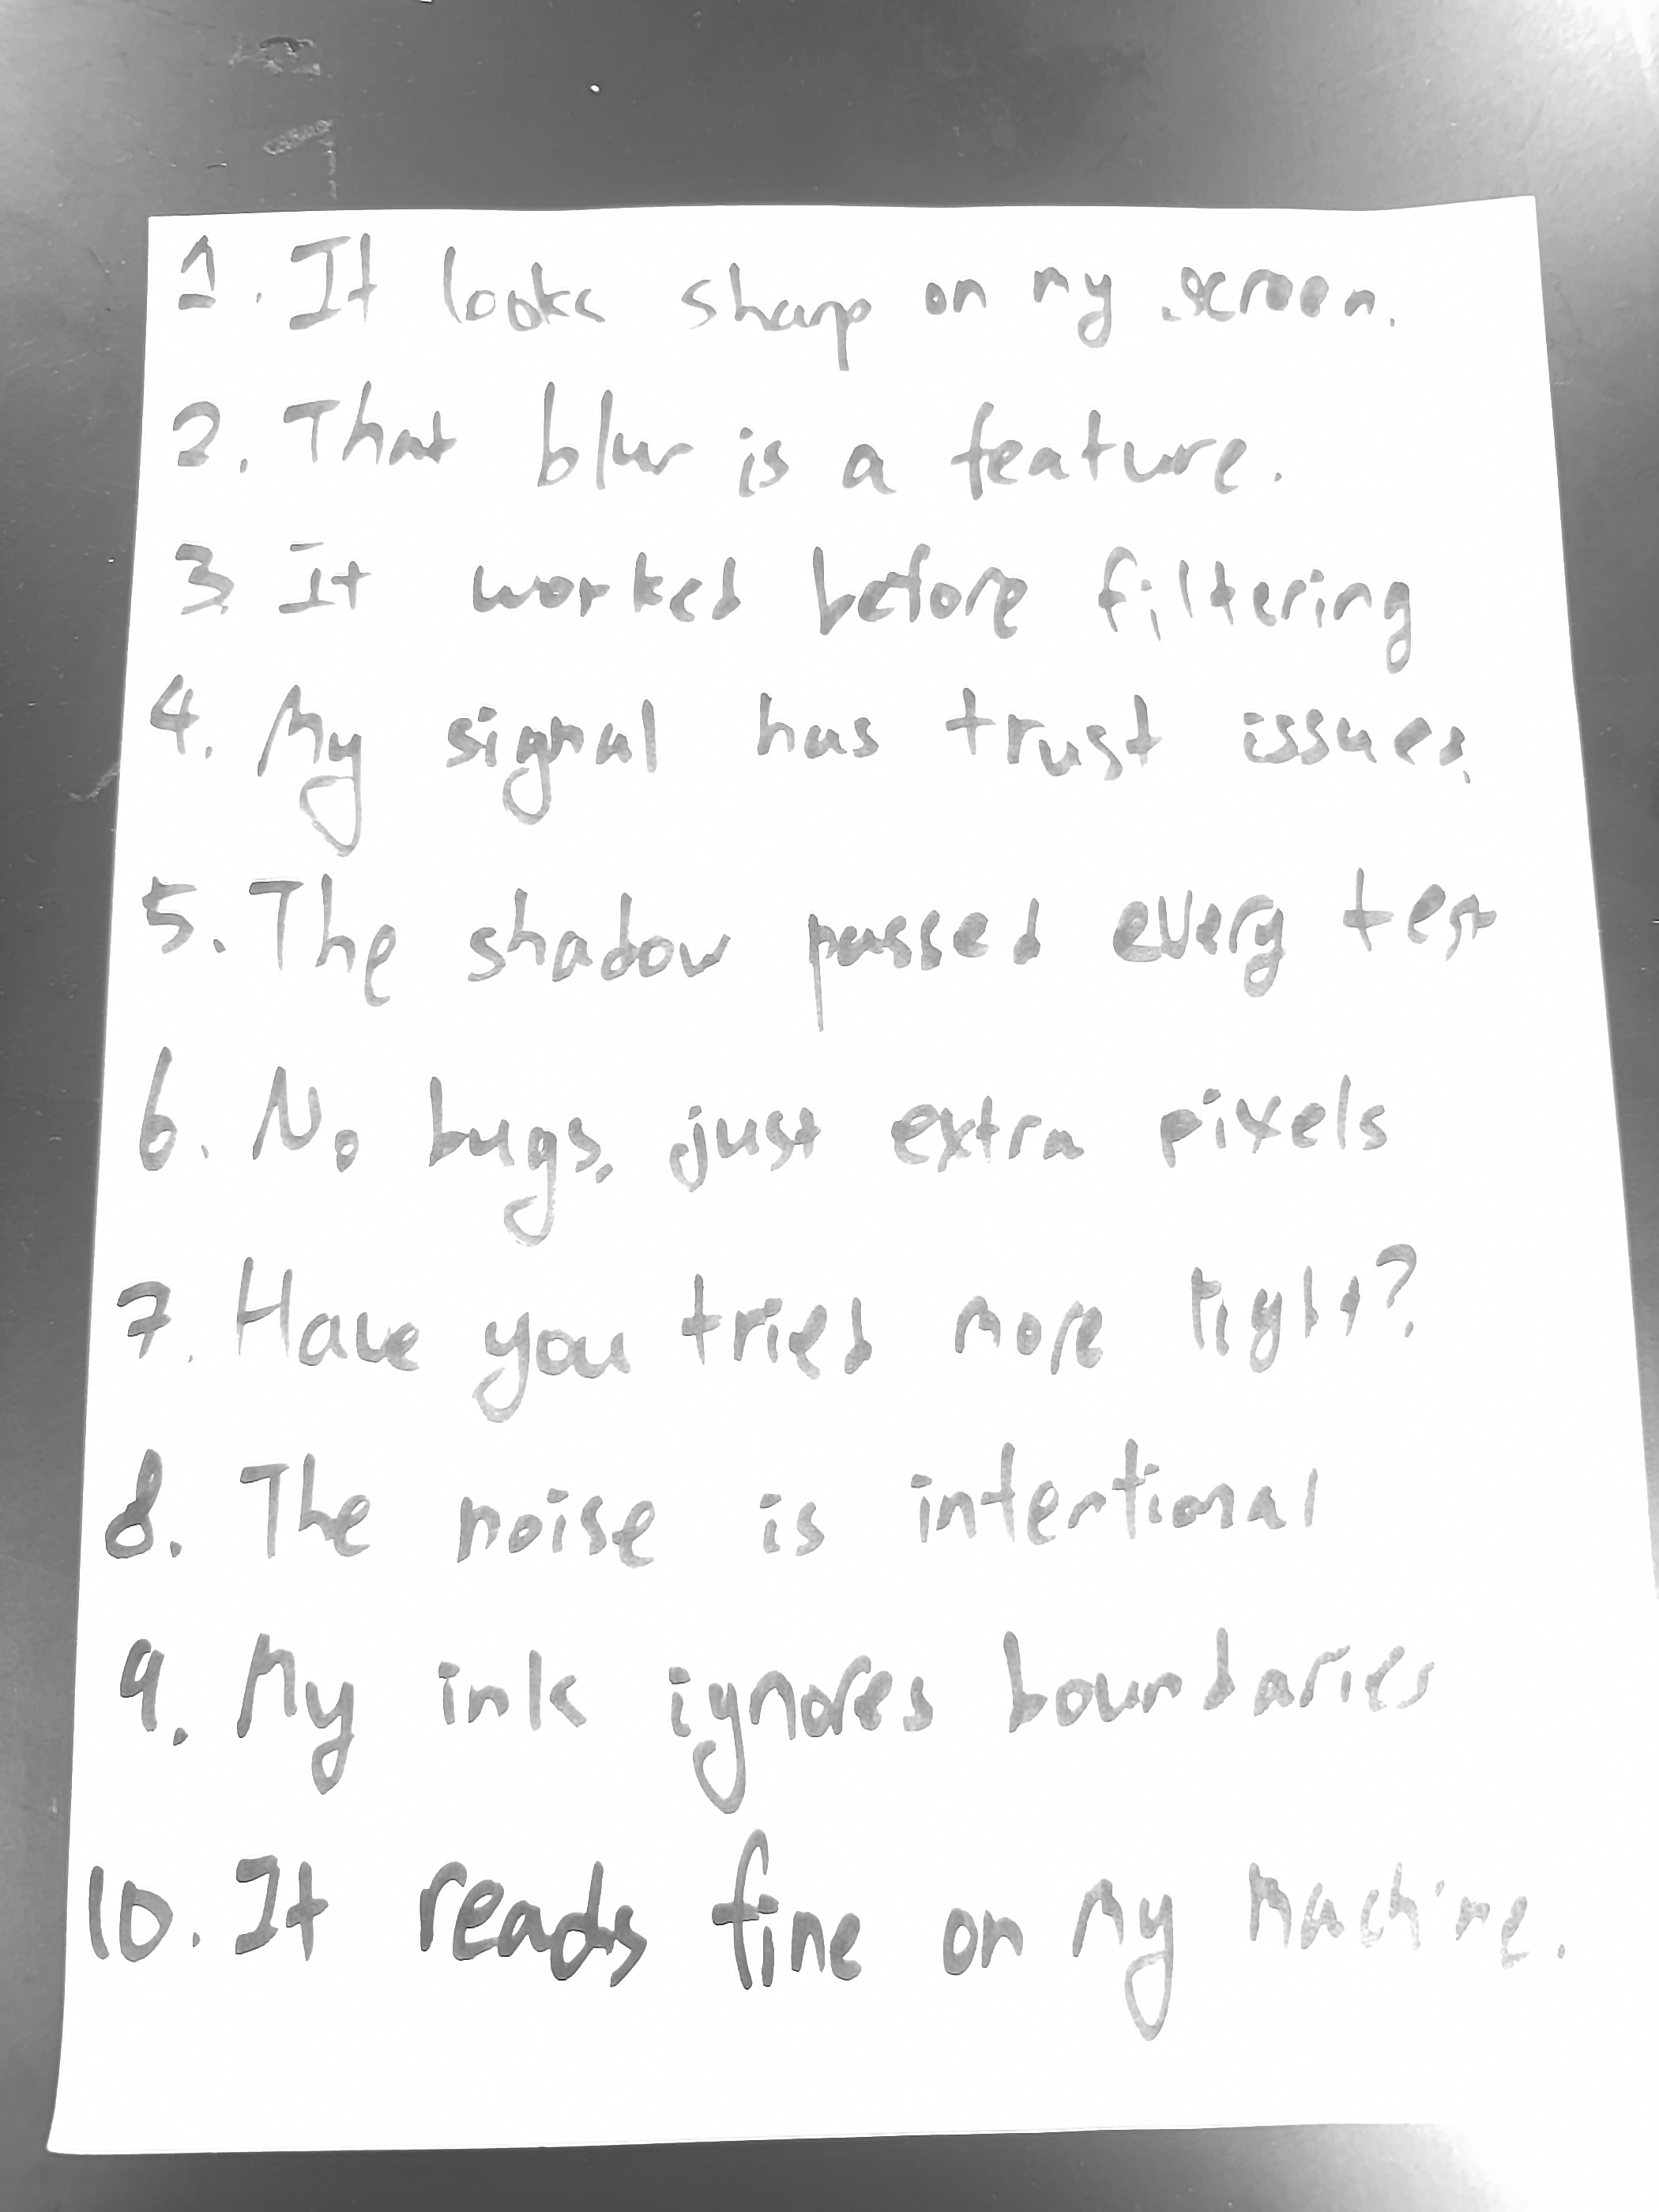 1. It looks sharp on my screen.
2. That blur is a feature.
3. It worked before filtering
4. My signal has trust issues.
5. The shadow passed every test
6. No bugs, just extra pixels
7. Have you tried more light?
8. The noise is intentional
9. My ink ignores boundaries
10. It reads fine on my machine.